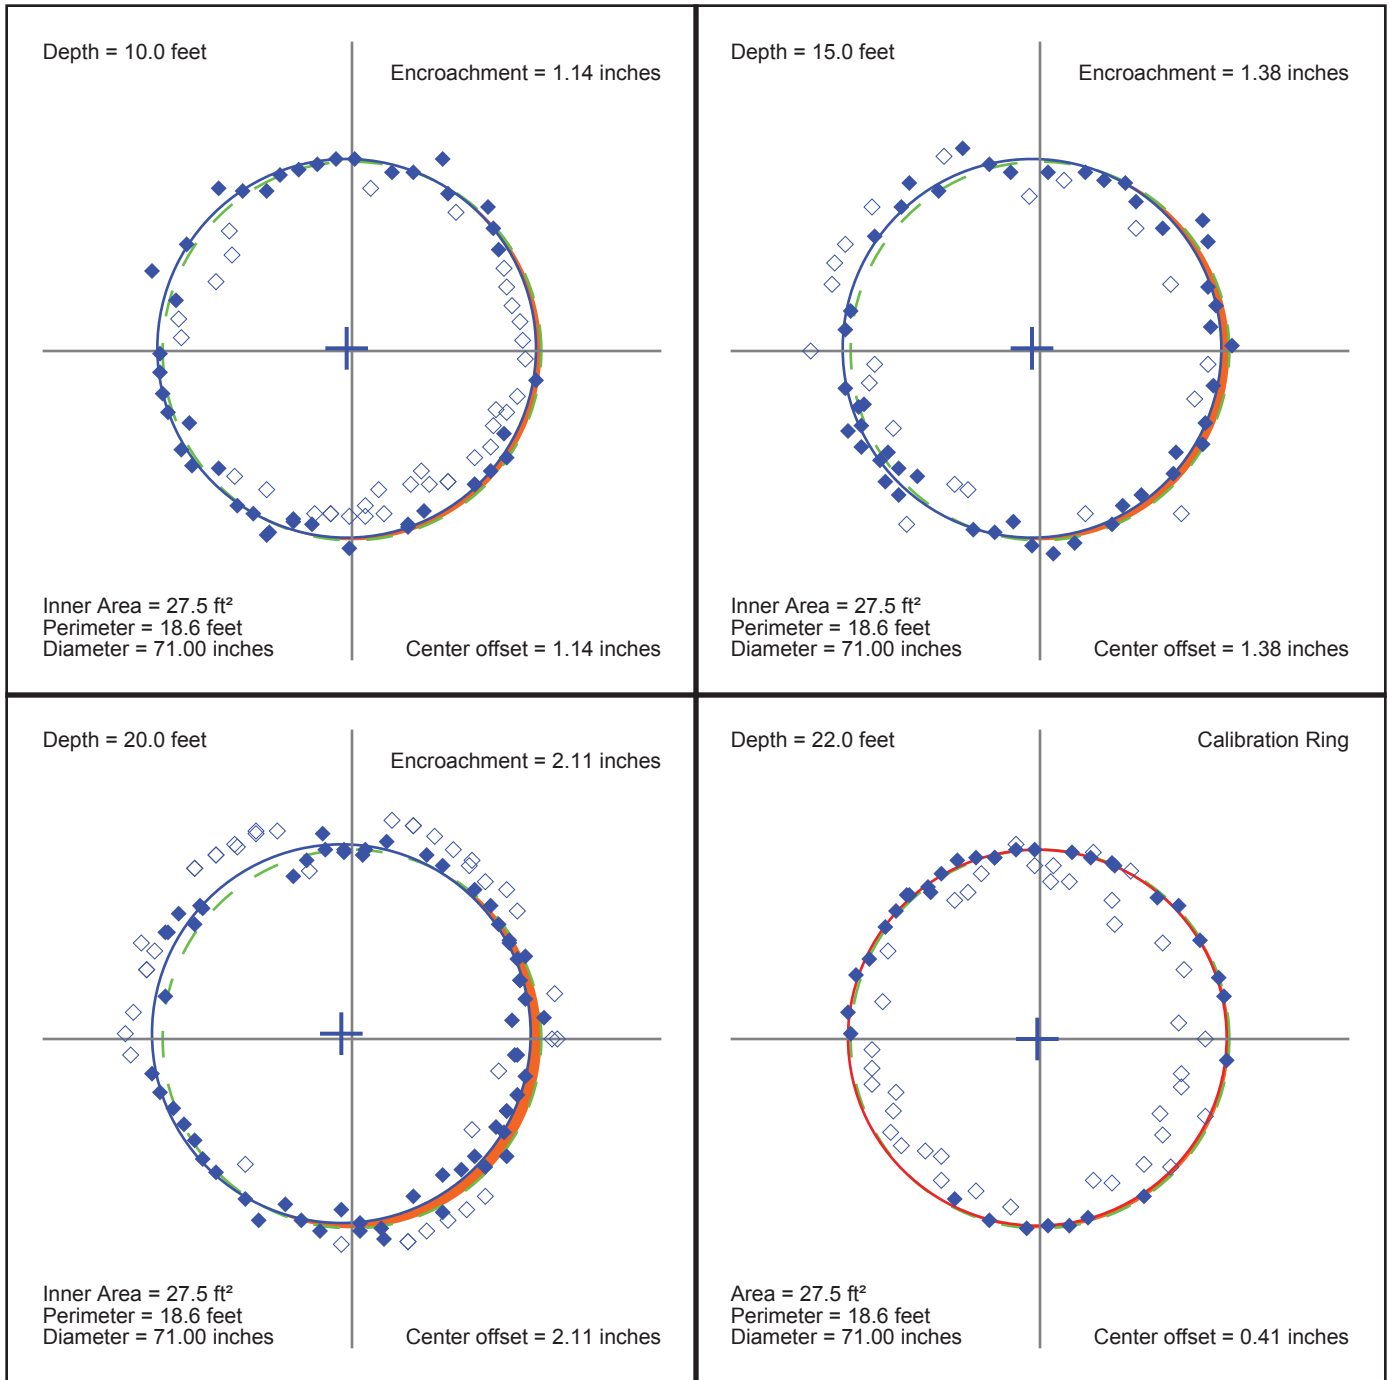 Depth = 10.0 feet
Encroachment = 1.14 inches
Inner Area = 27.5 ft²
Perimeter = 18.6 feet
Diameter = 71.00 inches
Center offset = 1.14 inches
Depth = 15.0 feet
Encroachment = 1.38 inches
Inner Area = 27.5 ft²
Perimeter = 18.6 feet
Diameter = 71.00 inches
Center offset = 1.38 inches
Depth = 20.0 feet
Encroachment = 2.11 inches
Inner Area = 27.5 ft²
Perimeter = 18.6 feet
Diameter = 71.00 inches
Center offset = 2.11 inches
Depth = 22.0 feet
Calibration Ring
Area = 27.5 ft²
Perimeter = 18.6 feet
Diameter = 71.00 inches
Center offset = 0.41 inches